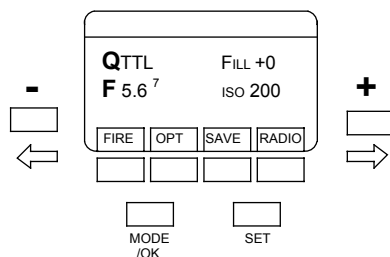 QTTL FILL +0
F 5.6 7 ISO 200
- +
FIRE OPT SAVE RADIO
MODE SET
/OK